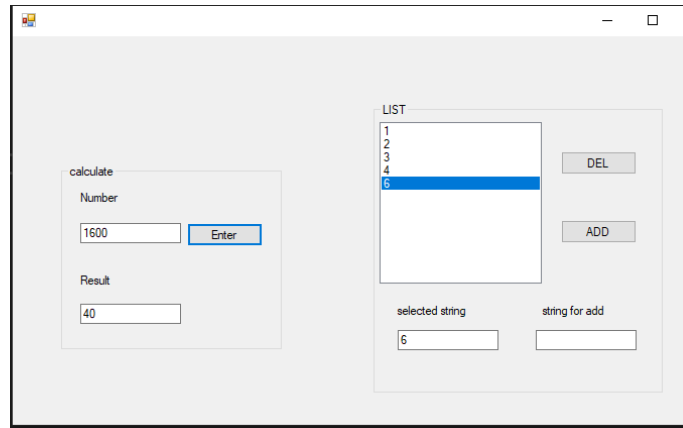 calculate
Number
1600
Enter
Result
40
LIST
1
2
3
4
6
DEL
ADD
selected string
string for add
6